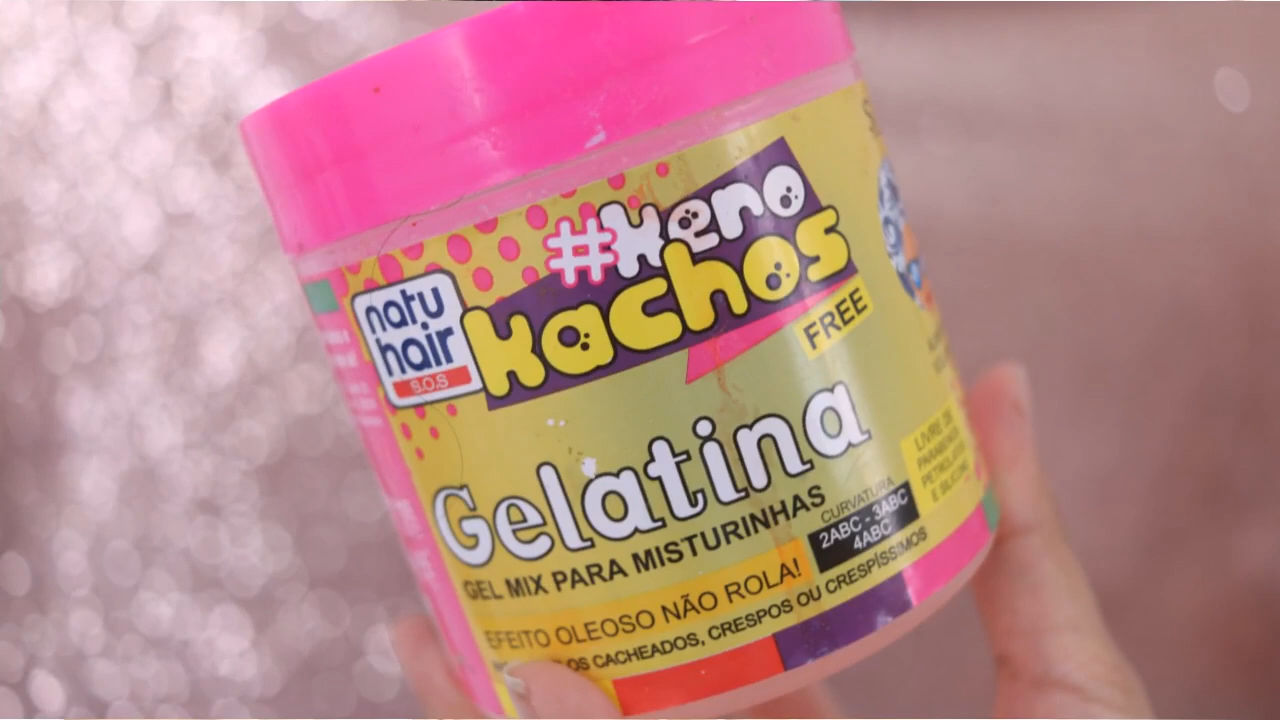 #Kero
kachos
natu
hair
S.O.S
FREE
Gelatina
GEL MIX PARA MISTURINHAS
CURVATURA
2ABC - 3ABC
4ABC
EFEITO OLEOSO NÃO ROLA!
OS CACHEADOS, CRESPOS OU CRESPÍSSIMOS
LIVRE DE
PARABENOS
PETROLATOS
E SILICONE